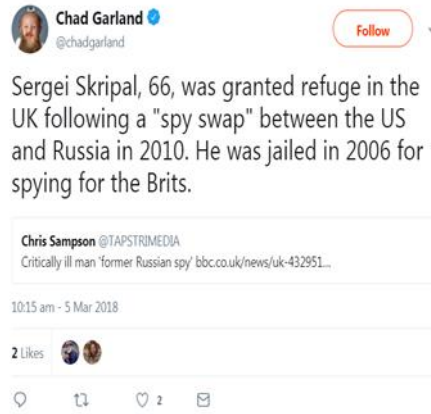 Chad Garland
@chadgarland
Follow
Sergei Skripal, 66, was granted refuge in the
UK following a "spy swap" between the US
and Russia in 2010. He was jailed in 2006 for
spying for the Brits.
Chris Sampson @TAPSTRIMEDIA
Critically ill man 'former Russian spy' bbc.co.uk/news/uk-432951...
10:15 am - 5 Mar 2018
2 Likes
2